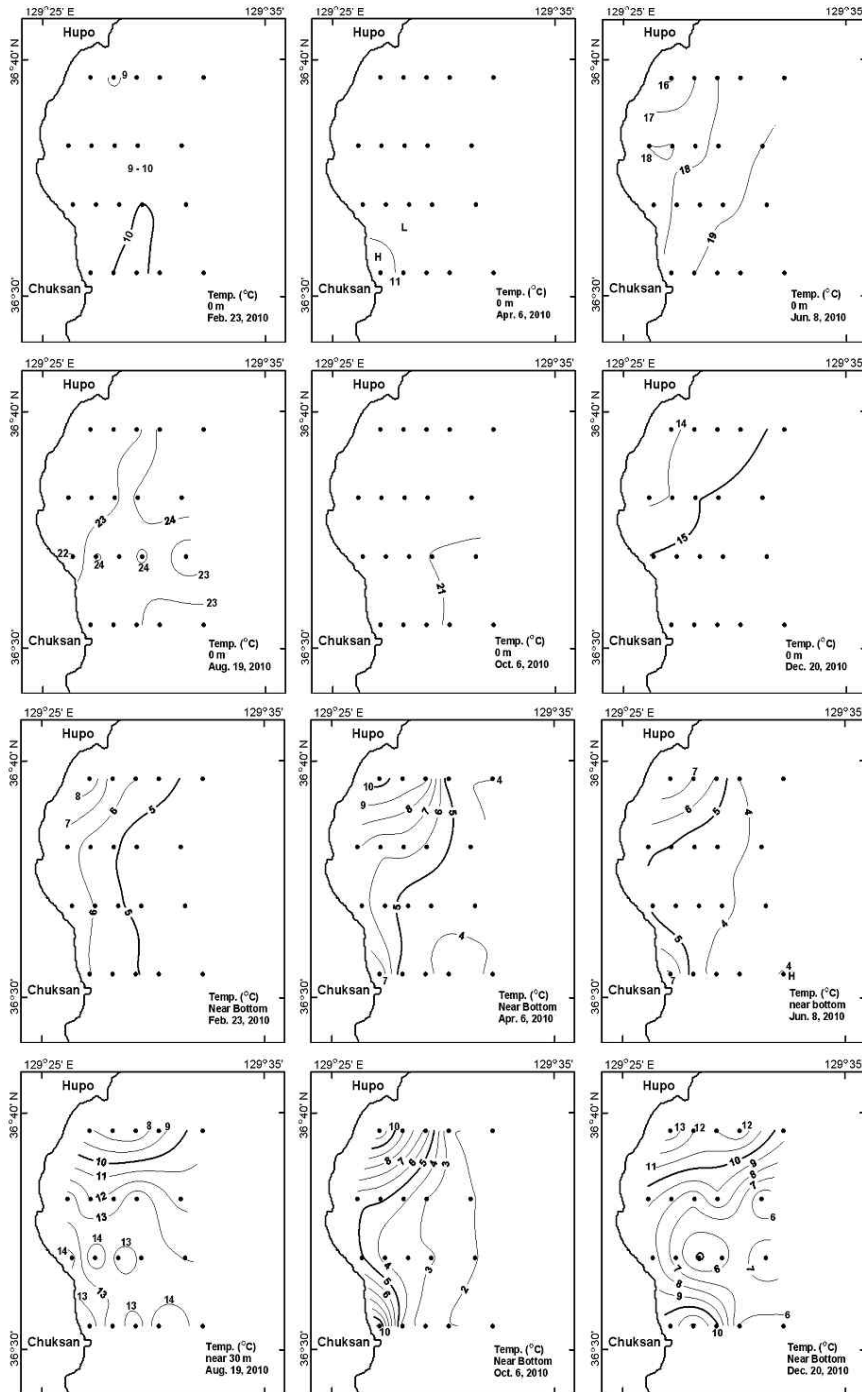 129°25' E 129°35'
Hupo
36°40' N
9
9 - 10
10
Chuksan
36°30'
Temp. (°C)
0 m
Feb. 23, 2010
129°25' E 129°35'
Hupo
36°40' N
L
H
11
Chuksan
36°30'
Temp. (°C)
0 m
Apr. 6, 2010
129°25' E 129°35'
Hupo
36°40' N
16
17
18
18
19
Chuksan
36°30'
Temp. (°C)
0 m
Jun. 8, 2010
129°25' E 129°35'
Hupo
36°40' N
23
24
22 24 24
23
23
Chuksan
36°30'
Temp. (°C)
0 m
Aug. 19, 2010
129°25' E 129°35'
Hupo
36°40' N
21
Chuksan
36°30'
Temp. (°C)
0 m
Oct. 6, 2010
129°25' E 129°35'
Hupo
36°40' N
14
15
Chuksan
36°30'
Temp. (°C)
0 m
Dec. 20, 2010
129°25' E 129°35'
Hupo
36°40' N
8
7 6 5
6 5
Chuksan
36°30'
Temp. (°C)
Near Bottom
Feb. 23, 2010
129°25' E 129°35'
Hupo
36°40' N
10 4
9 8 7 6 5
5
4
7
Chuksan
36°30'
Temp. (°C)
Near Bottom
Apr. 6, 2010
129°25' E 129°35'
Hupo
36°40' N
7
6 5 4
5 4
7
4
H
Chuksan
36°30'
Temp. (°C)
near bottom
Jun. 8, 2010
129°25' E 129°35'
Hupo
36°40' N
8 9
10
11
12
13
14 14 13
13
13 13 14
Chuksan
36°30'
Temp. (°C)
near 30 m
Aug. 19, 2010
129°25' E 129°35'
Hupo
36°40' N
10
8 7 6 5 4 3
4 3
5 2
6
10
Chuksan
36°30'
Temp. (°C)
Near Bottom
Oct. 6, 2010
129°25' E 129°35'
Hupo
36°40' N
13 12 12
11 10 9
8
7
6
7 6 7
8
9
10 6
Chuksan
36°30'
Temp. (°C)
Near Bottom
Dec. 20, 2010